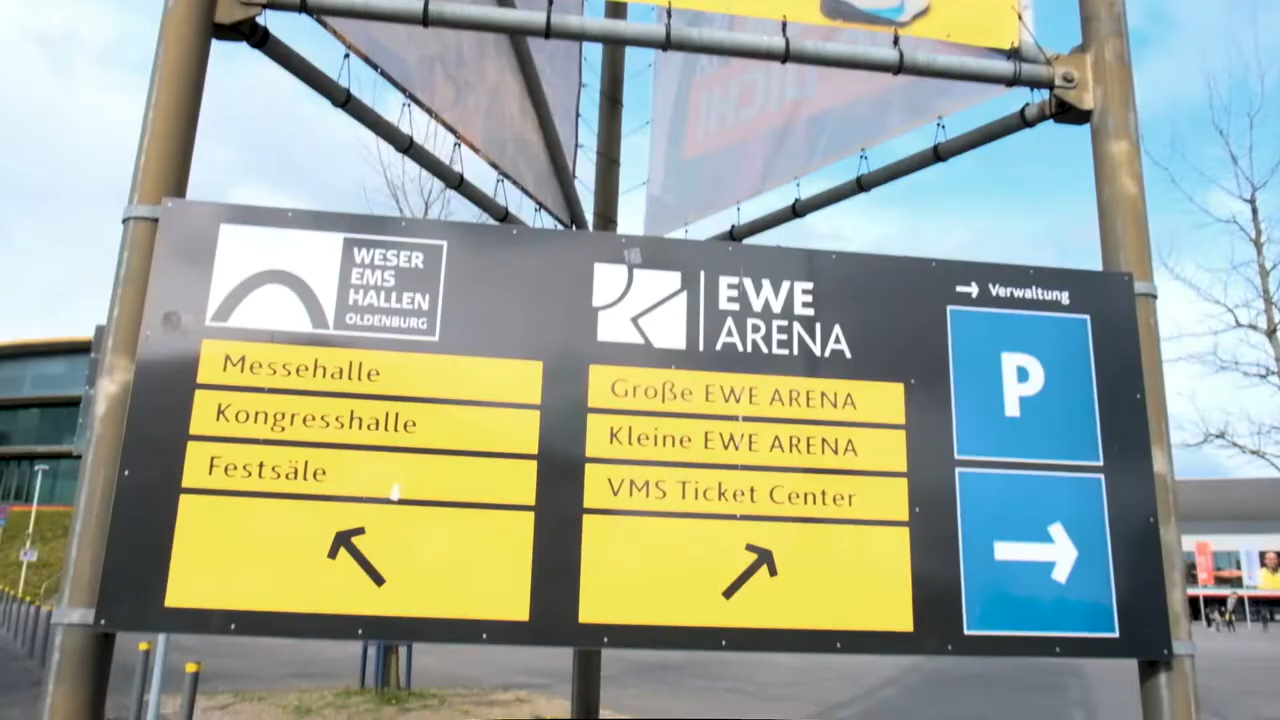 WESER
EMS
HALLEN
OLDENBURG
Messehalle
Kongresshalle
Festsäle
EWE
ARENA
Große EWE ARENA
Kleine EWE ARENA
VMS Ticket Center
→ Verwaltung
P